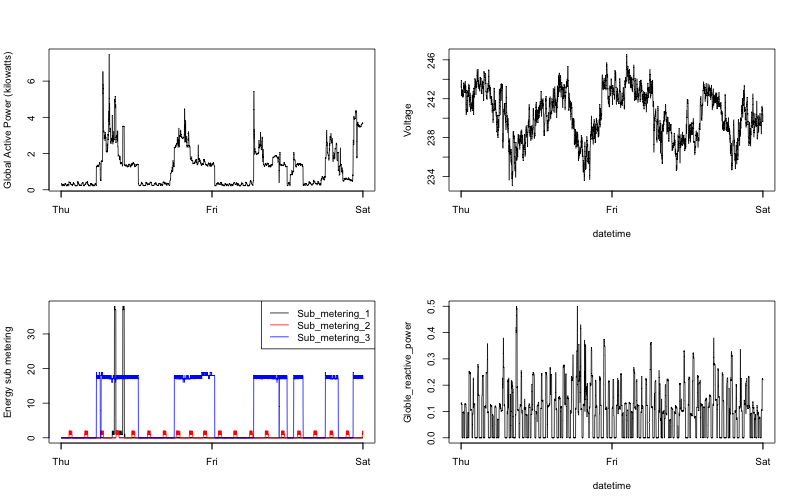 Global Active Power (kilowatts)
0 2 4 6
Thu Fri Sat
Voltage
234 238 242 246
Thu Fri Sat
datetime
Energy sub metering
0 10 20 30
Sub_metering_1
Sub_metering_2
Sub_metering_3
Thu Fri Sat
Globle_reactive_power
0.0 0.1 0.2 0.3 0.4 0.5
Thu Fri Sat
datetime